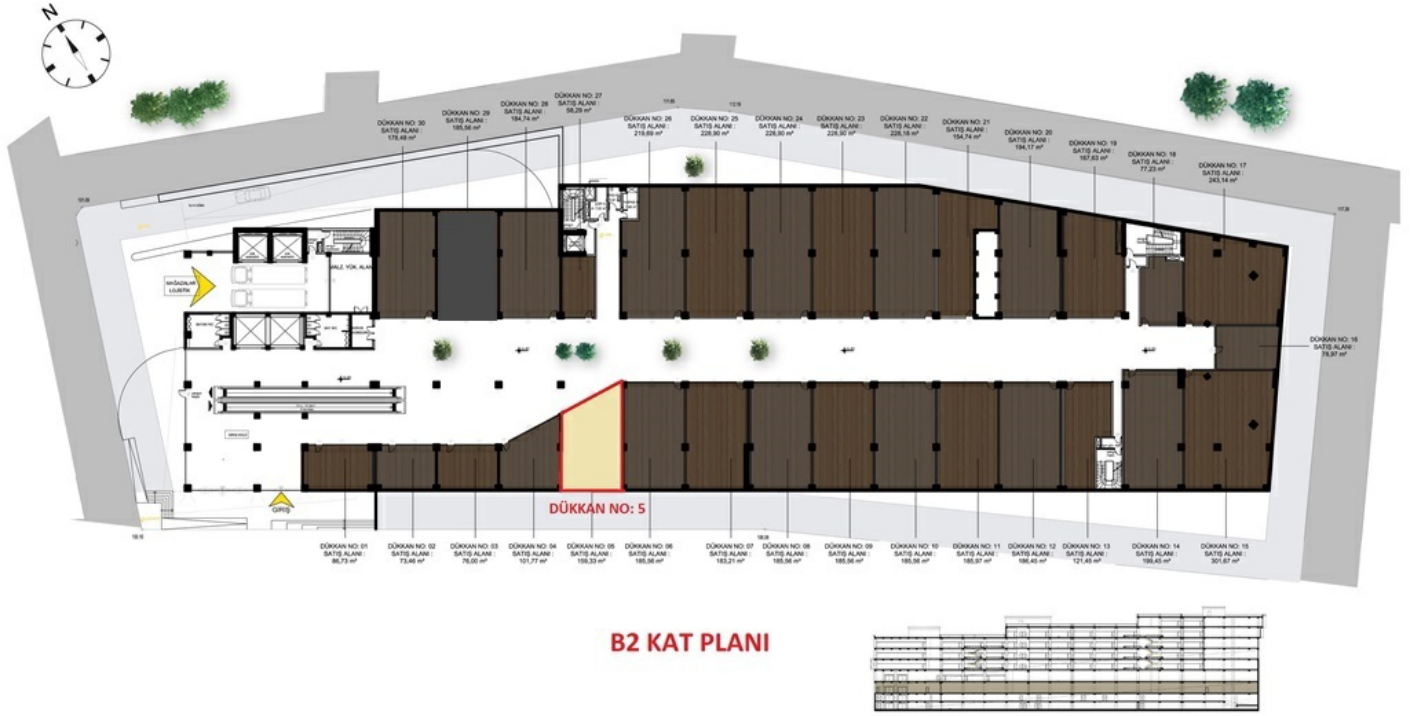 N
DÜKKAN NO: 30
SATIŞ ALANI :
178,48 m²
DÜKKAN NO: 29
SATIŞ ALANI :
185,56 m²
DÜKKAN NO: 28
SATIŞ ALANI :
184,74 m²
DÜKKAN NO: 27
SATIŞ ALANI :
58,29 m²
DÜKKAN NO: 26
SATIŞ ALANI :
219,69 m²
DÜKKAN NO: 25
SATIŞ ALANI :
228,90 m²
DÜKKAN NO: 24
SATIŞ ALANI :
228,90 m²
DÜKKAN NO: 23
SATIŞ ALANI :
228,90 m²
DÜKKAN NO: 22
SATIŞ ALANI :
228,18 m²
DÜKKAN NO: 21
SATIŞ ALANI :
154,74 m²
DÜKKAN NO: 20
SATIŞ ALANI :
194,17 m²
DÜKKAN NO: 19
SATIŞ ALANI :
167,63 m²
DÜKKAN NO: 18
SATIŞ ALANI :
77,23 m²
DÜKKAN NO: 17
SATIŞ ALANI :
243,14 m²
MAĞAZALAR
LOJİSTİK
MALZ. YÜK. ALANI
DÜKKAN NO: 16
SATIŞ ALANI :
78,97 m²
GİRİŞ
DÜKKAN NO: 5
DÜKKAN NO: 01
SATIŞ ALANI :
86,73 m²
DÜKKAN NO: 02
SATIŞ ALANI :
73,46 m²
DÜKKAN NO: 03
SATIŞ ALANI :
76,00 m²
DÜKKAN NO: 04
SATIŞ ALANI :
101,77 m²
DÜKKAN NO: 05
SATIŞ ALANI :
159,33 m²
DÜKKAN NO: 06
SATIŞ ALANI :
185,56 m²
DÜKKAN NO: 07
SATIŞ ALANI :
183,21 m²
DÜKKAN NO: 08
SATIŞ ALANI :
185,56 m²
DÜKKAN NO: 09
SATIŞ ALANI :
185,56 m²
DÜKKAN NO: 10
SATIŞ ALANI :
185,56 m²
DÜKKAN NO: 11
SATIŞ ALANI :
185,97 m²
DÜKKAN NO: 12
SATIŞ ALANI :
186,45 m²
DÜKKAN NO: 13
SATIŞ ALANI :
121,45 m²
DÜKKAN NO: 14
SATIŞ ALANI :
199,45 m²
DÜKKAN NO: 15
SATIŞ ALANI :
301,67 m²
B2 KAT PLANI